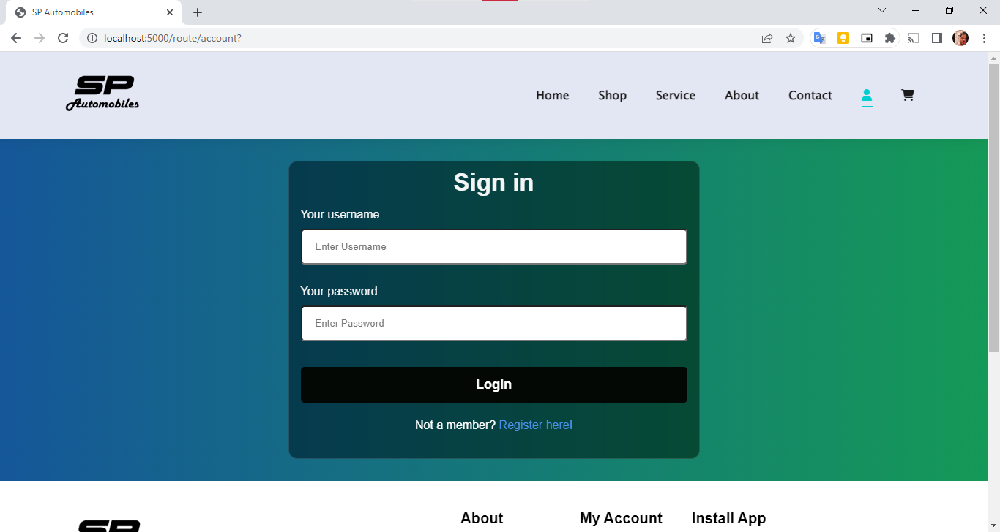 SP Automobiles
localhost:5000/route/account?
SP
Automobiles
Home Shop Service About Contact
Sign in
Your username
Enter Username
Your password
Enter Password
Login
Not a member? Register here!
SP
About My Account Install App